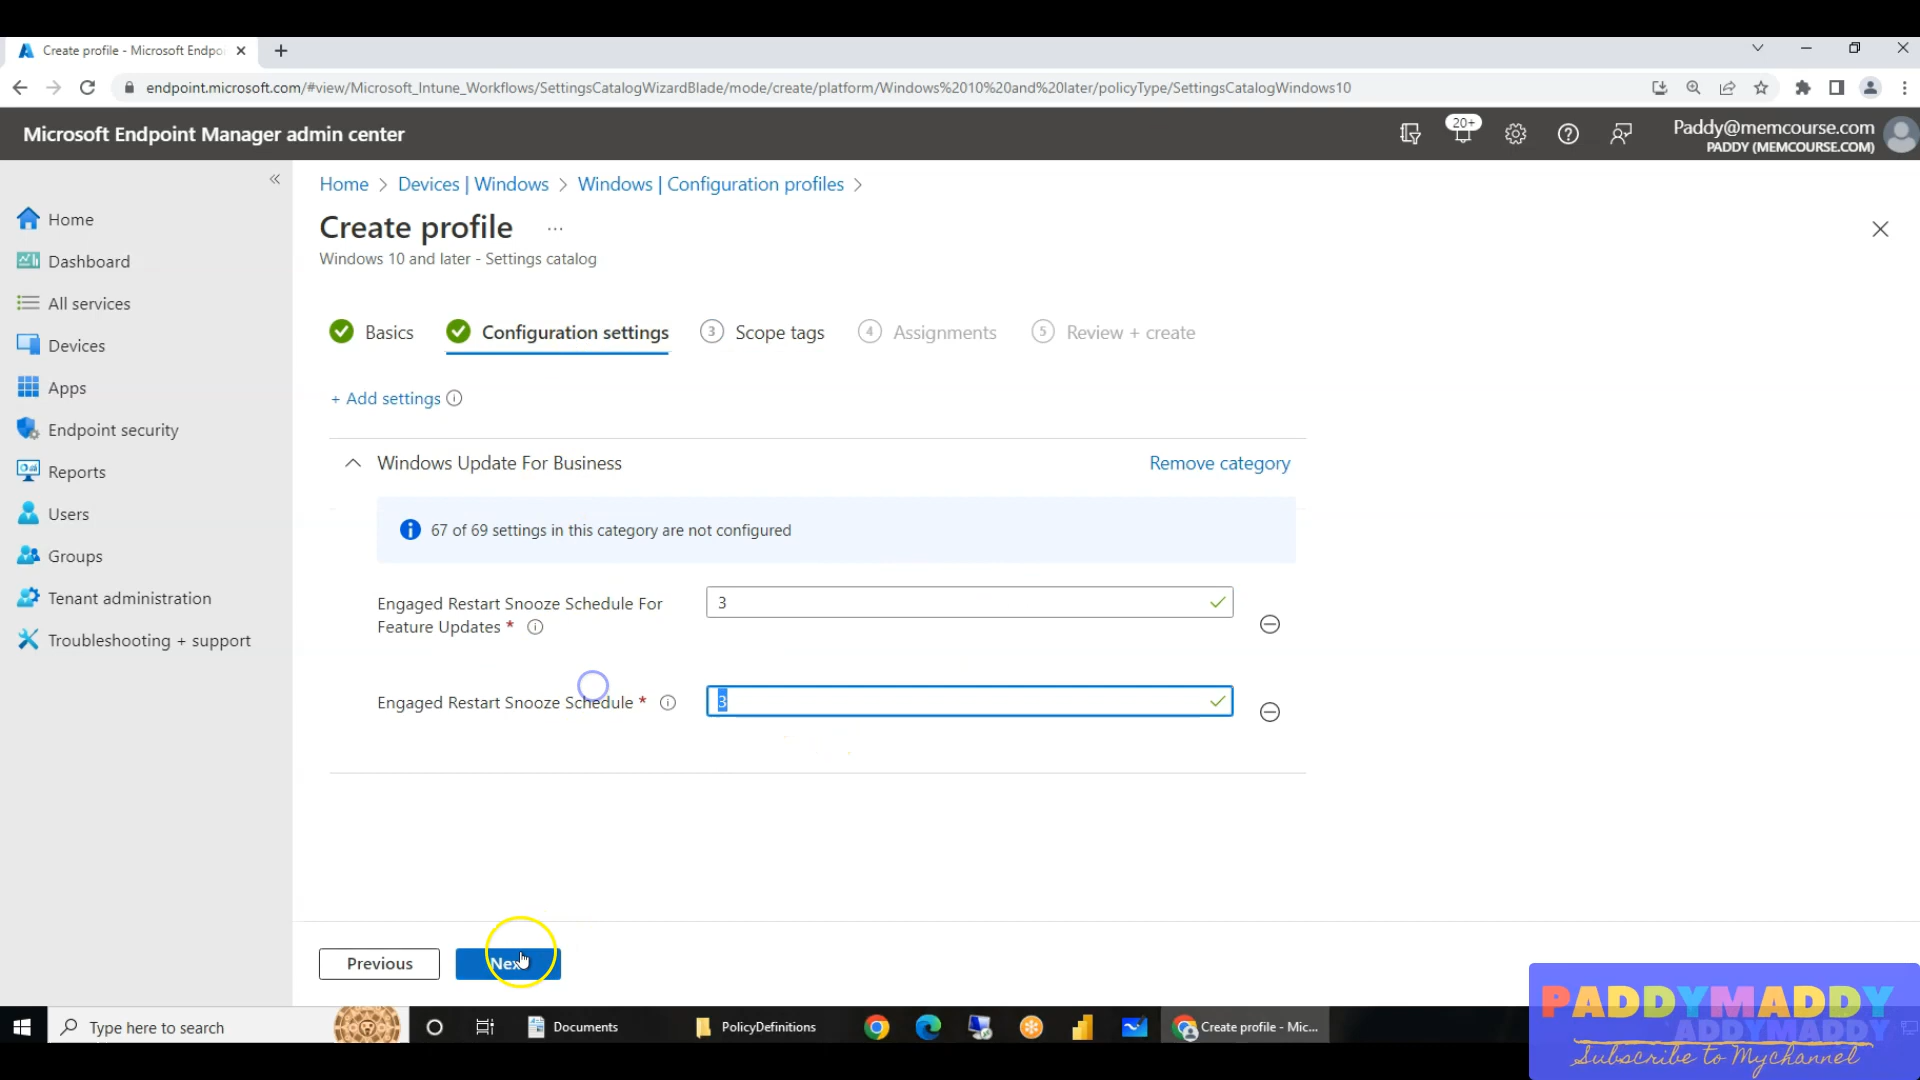 Create profile - Microsoft Endpo
endpoint.microsoft.com/#view/Microsoft_Intune_Workflows/SettingsCatalogWizardBlade/mode/create/platform/Windows%2010%20and%20later/policyType/SettingsCatalogWindows10
Microsoft Endpoint Manager admin center
20+
Paddy@memcourse.com
PADDY (MEMCOURSE.COM)
Home
Dashboard
All services
Devices
Apps
Endpoint security
Reports
Users
Groups
Tenant administration
Troubleshooting + support
Home > Devices | Windows > Windows | Configuration profiles >
Create profile ...
Windows 10 and later - Settings catalog
Basics
Configuration settings
3 Scope tags
4 Assignments
5 Review + create
+ Add settings
Windows Update For Business
Remove category
67 of 69 settings in this category are not configured
Engaged Restart Snooze Schedule For
Feature Updates *
3
Engaged Restart Snooze Schedule *
3
Previous
Next
Type here to search
Documents
PolicyDefinitions
Create profile - Mic...
PADDYMADDY
ADDYMADDY
Subscribe to Mychannel